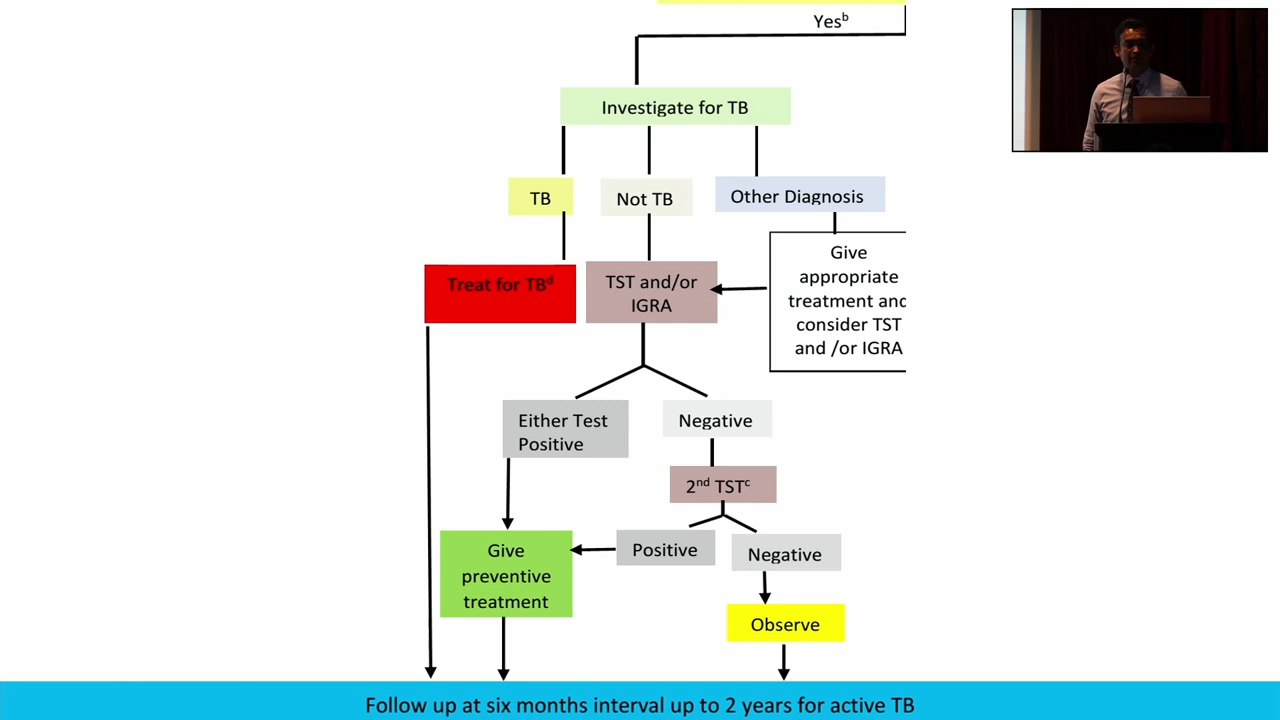 Yesᵇ
Investigate for TB
TB
Not TB
Other Diagnosis
Treat for TBᵈ
TST and/or
IGRA
Give
appropriate
treatment and
consider TST
and /or IGRA
Either Test
Positive
Negative
2ⁿᵈ TSTᶜ
Give
preventive
treatment
Positive
Negative
Observe
Follow up at six months interval up to 2 years for active TB